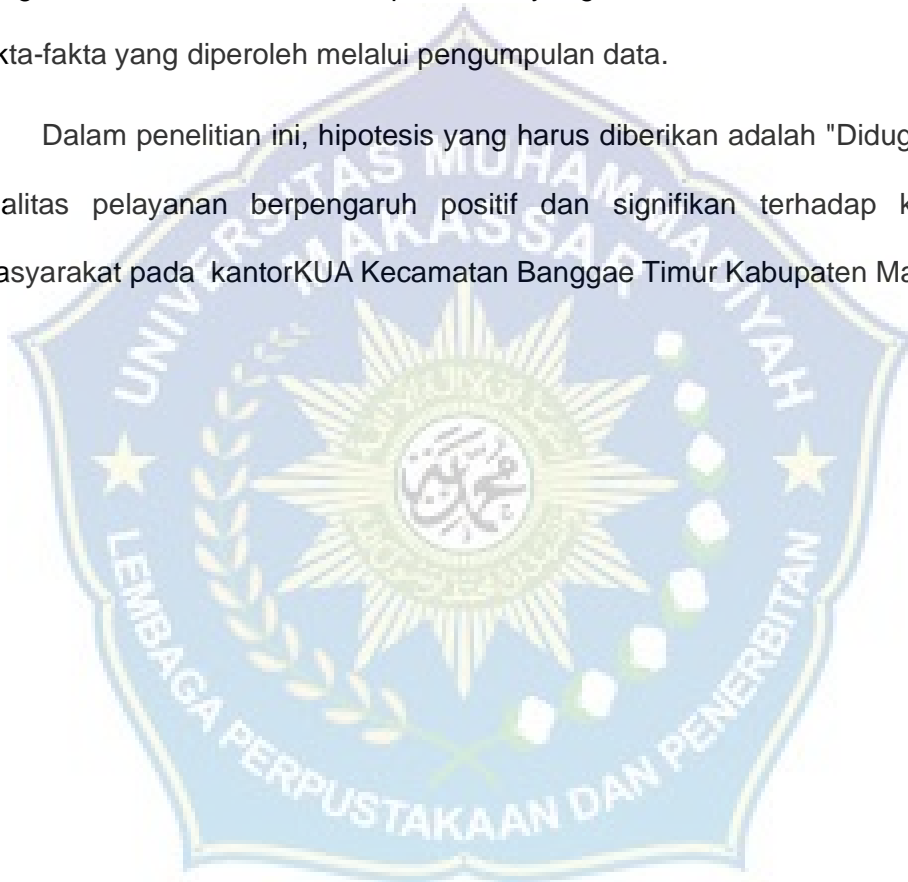 kta-fakta yang diperoleh melalui pengumpulan data.
Dalam penelitian ini, hipotesis yang harus diberikan adalah "Didug
alitas pelayanan berpengaruh positif dan signifikan terhadap k
asyarakat pada kantorKUA Kecamatan Banggae Timur Kabupaten Ma
UNIVERSITAS MUHAMMADIYAH
MAKASSAR
LEMBAGA PERPUSTAKAAN DAN PENERBITAN